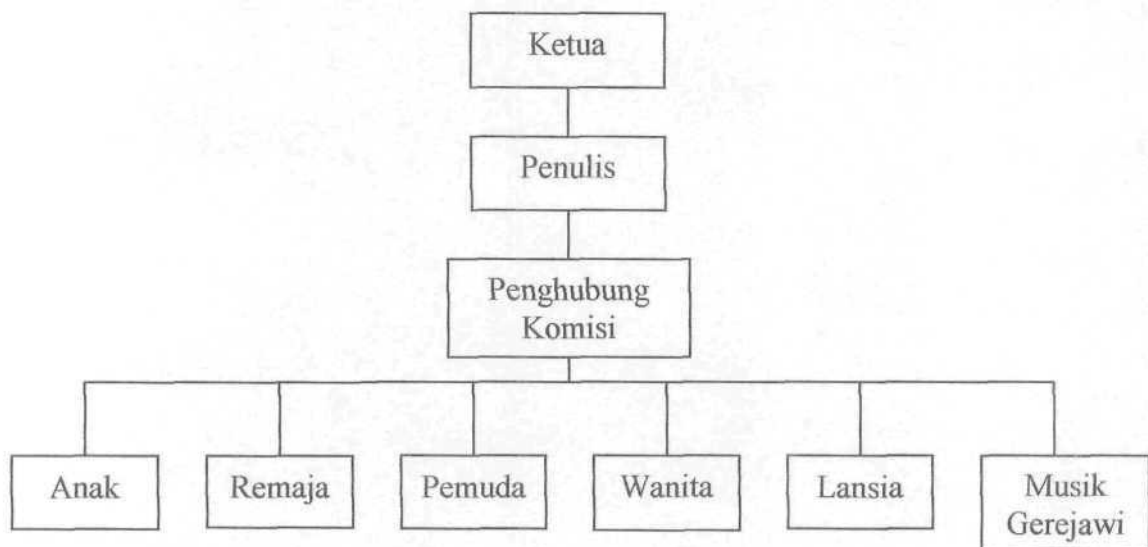 Ketua
Penulis
Penghubung
Komisi
Anak
Remaja
Pemuda
Wanita
Lansia
Musik
Gerejawi